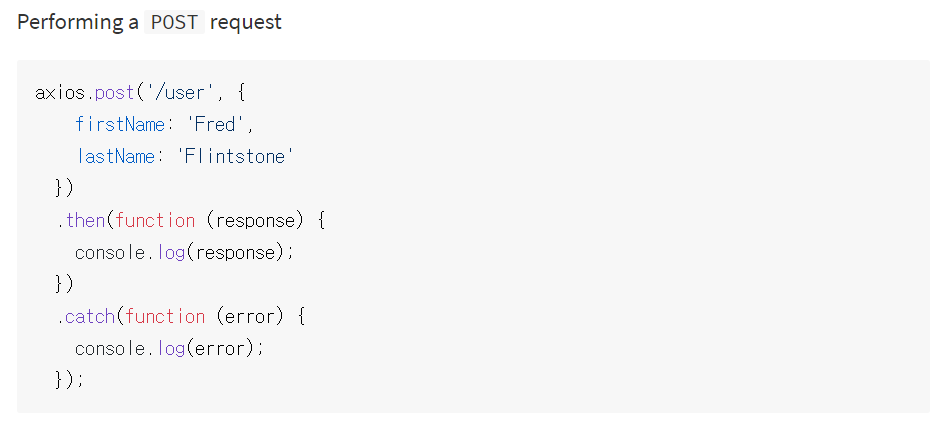 Performing a POST request
axios.post('/user', {
    firstName: 'Fred',
    lastName: 'Flintstone'
  })
  .then(function (response) {
    console.log(response);
  })
  .catch(function (error) {
    console.log(error);
  });